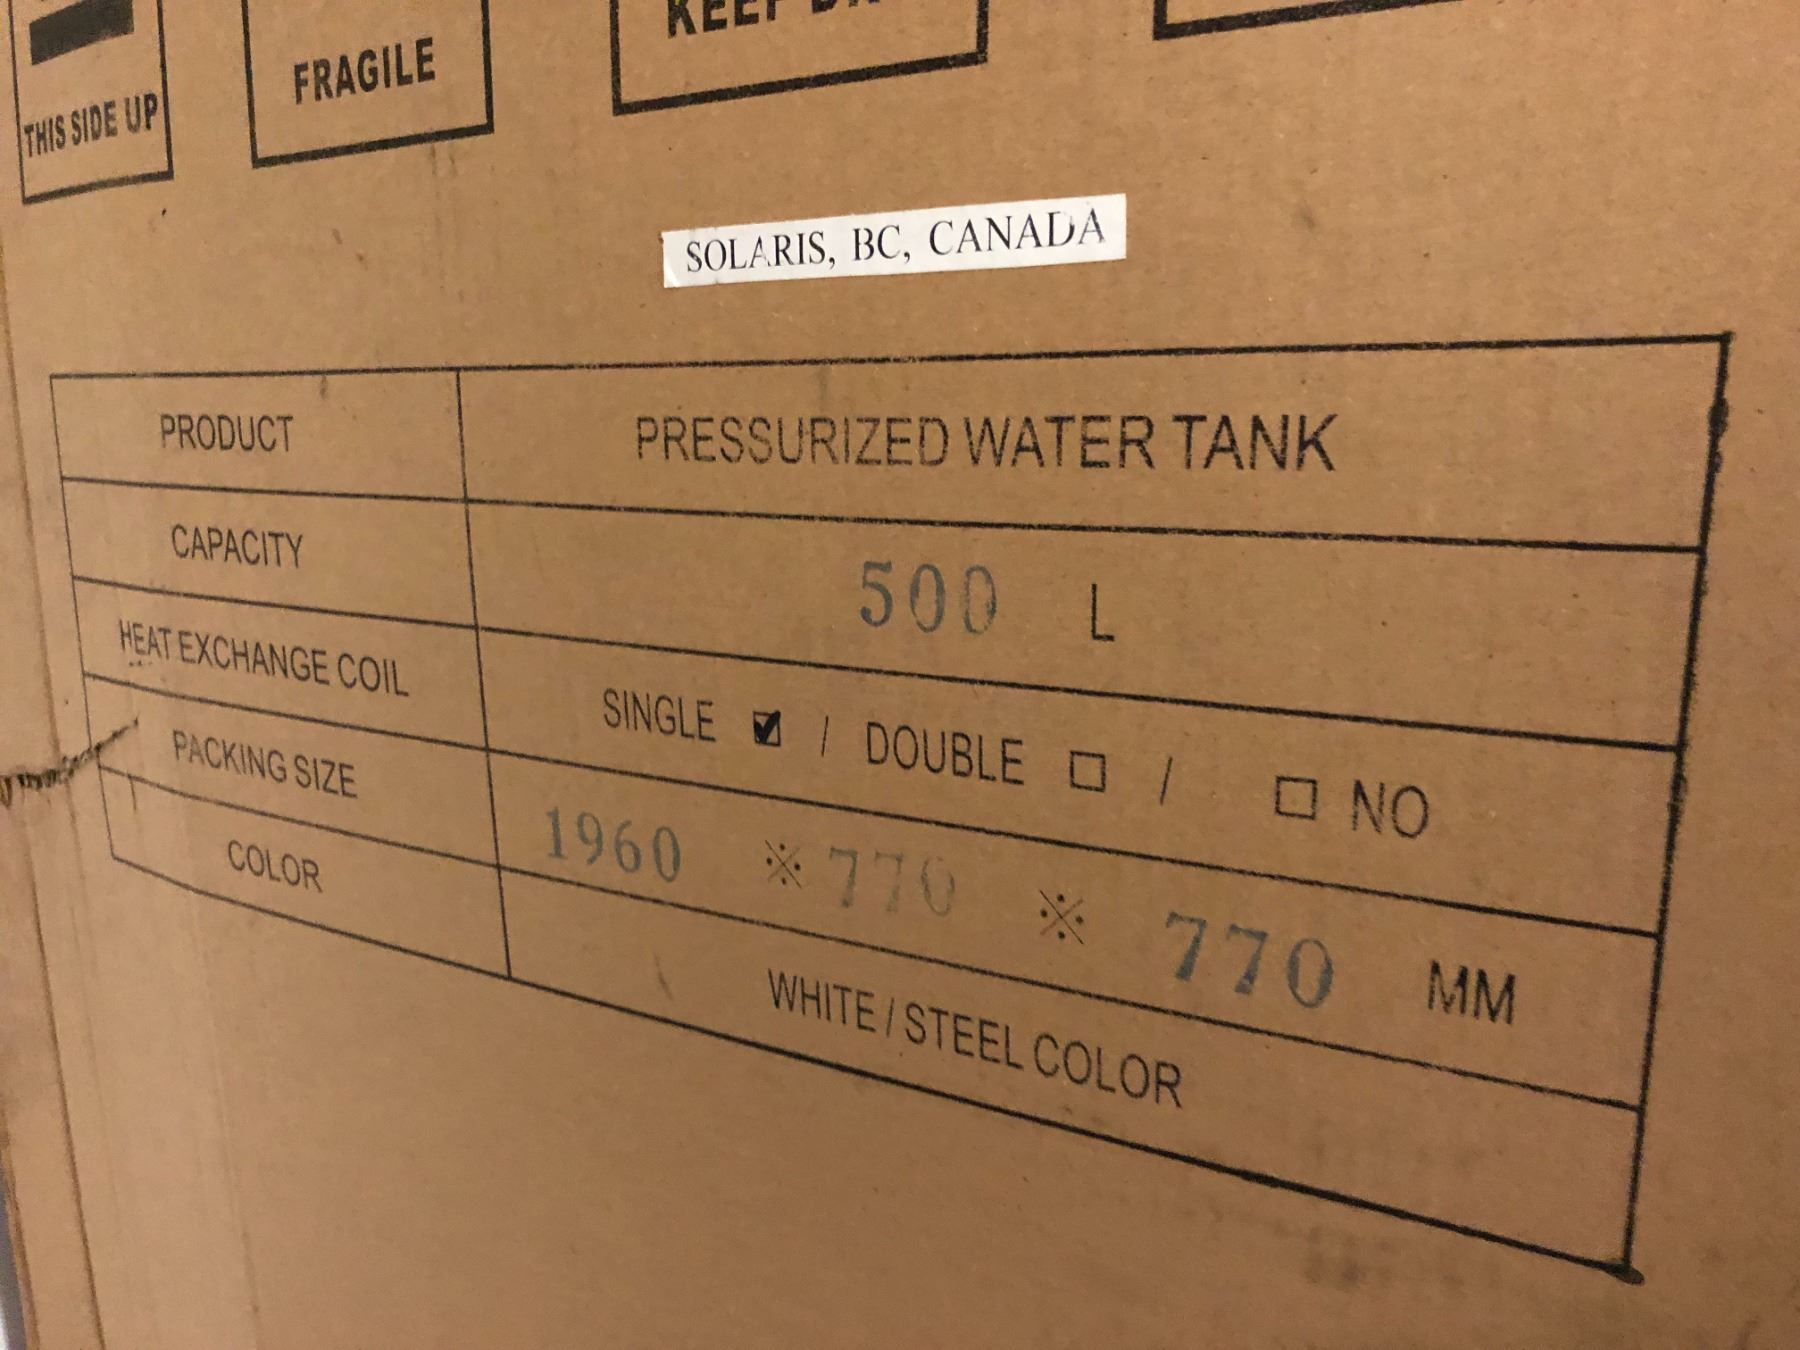 KEEP
FRAGILE
THIS SIDE UP
SOLARIS, BC, CANADA
PRODUCT PRESSURIZED WATER TANK
CAPACITY 500 L
HEAT EXCHANGE COIL SINGLE ☑ / DOUBLE ☐ / ☐ NO
PACKING SIZE 1960 ※ 770 ※ 770 MM
COLOR WHITE / STEEL COLOR